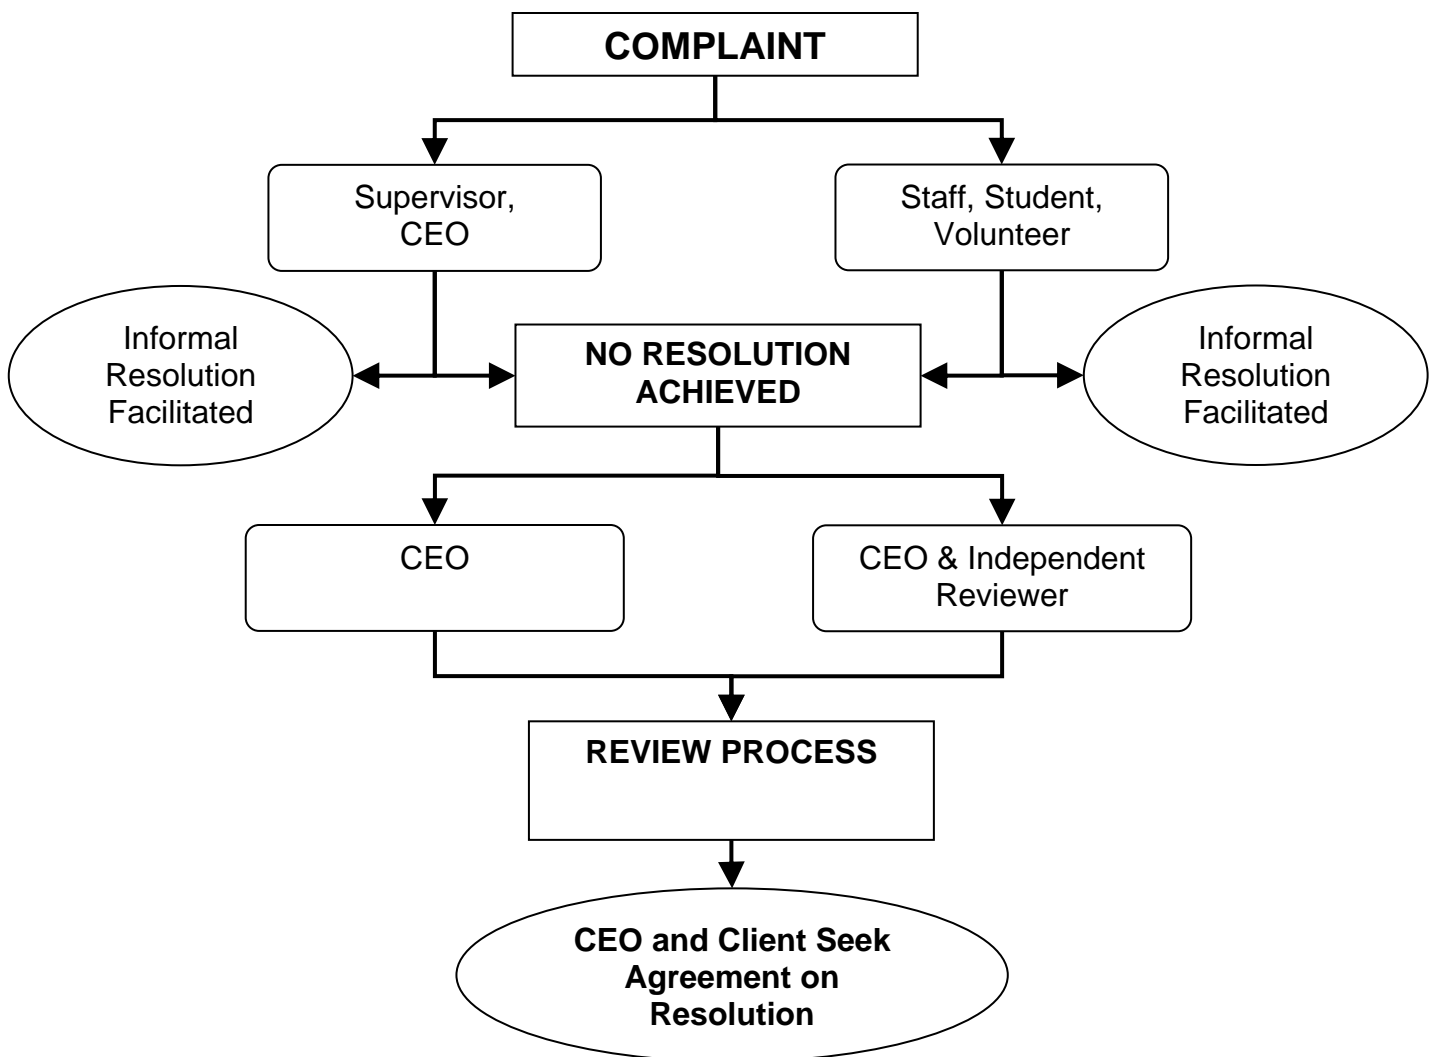 COMPLAINT
Supervisor,
CEO
Staff, Student,
Volunteer
Informal
Resolution
Facilitated
NO RESOLUTION
ACHIEVED
Informal
Resolution
Facilitated
CEO
CEO & Independent
Reviewer
REVIEW PROCESS
CEO and Client Seek
Agreement on
Resolution